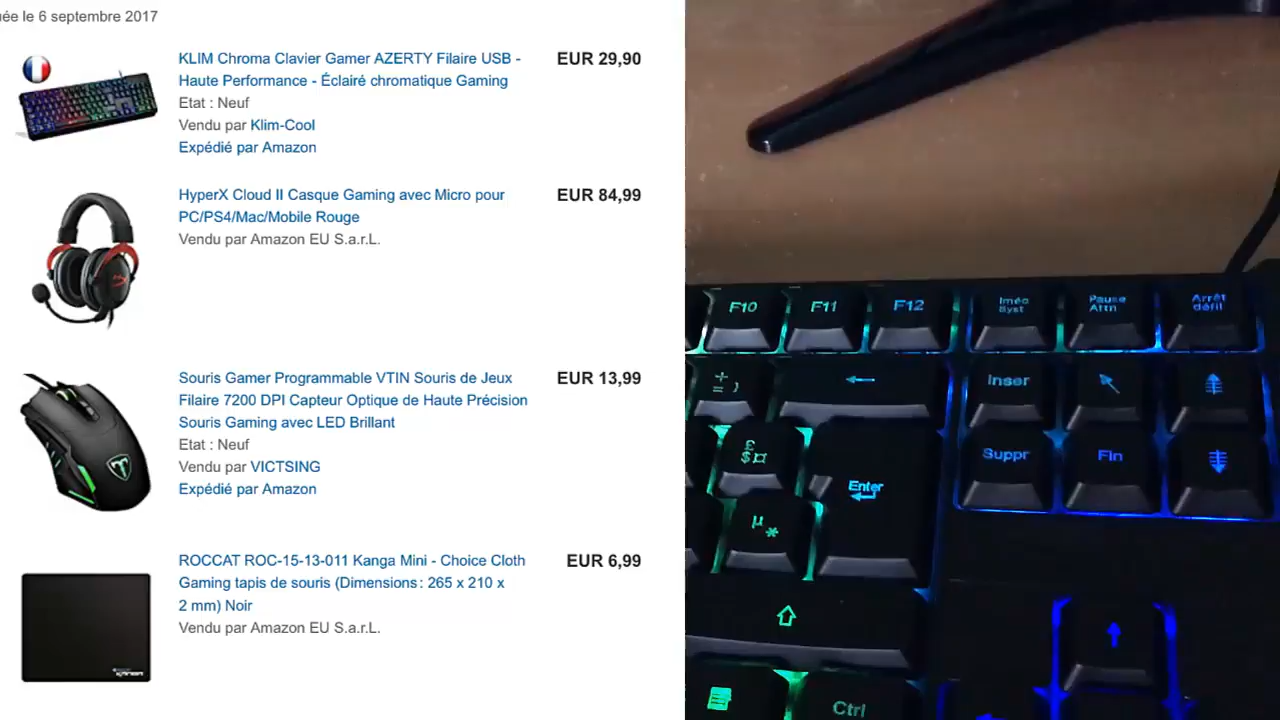 ée le 6 septembre 2017
KLIM Chroma Clavier Gamer AZERTY Filaire USB -
Haute Performance - Éclairé chromatique Gaming
EUR 29,90
Etat : Neuf
Vendu par Klim-Cool
Expédié par Amazon
HyperX Cloud II Casque Gaming avec Micro pour
PC/PS4/Mac/Mobile Rouge
EUR 84,99
Vendu par Amazon EU S.a.r.L.
Souris Gamer Programmable VTIN Souris de Jeux
Filaire 7200 DPI Capteur Optique de Haute Précision
Souris Gaming avec LED Brillant
EUR 13,99
Etat : Neuf
Vendu par VICTSING
Expédié par Amazon
ROCCAT ROC-15-13-011 Kanga Mini - Choice Cloth
Gaming tapis de souris (Dimensions : 265 x 210 x
2 mm) Noir
EUR 6,99
Vendu par Amazon EU S.a.r.L.
F10 F11 F12
Impéc
Syst
Pause
Attn
Arrêt
défil
+
= }
Inser
£
$ ¤
Enter
Suppr Fin
µ *
Ctrl